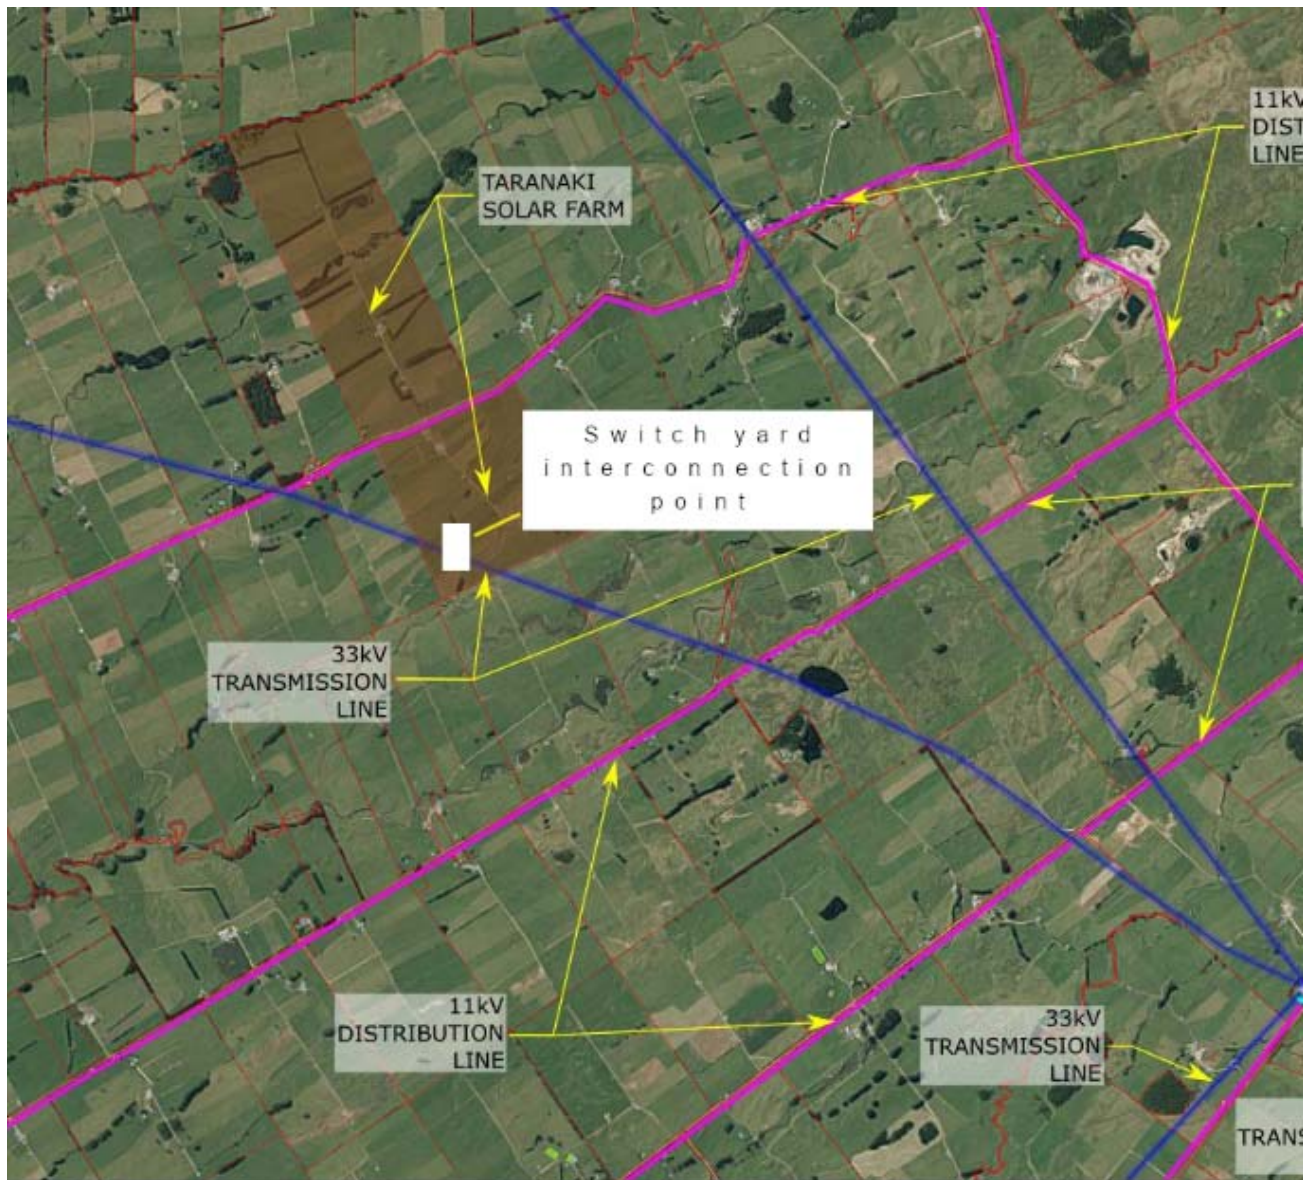 11kV
DIST
LINE
TARANAKI
SOLAR FARM
Switch yard
interconnection
point
33kV
TRANSMISSION
LINE
11kV
DISTRIBUTION
LINE
33kV
TRANSMISSION
LINE
TRANS